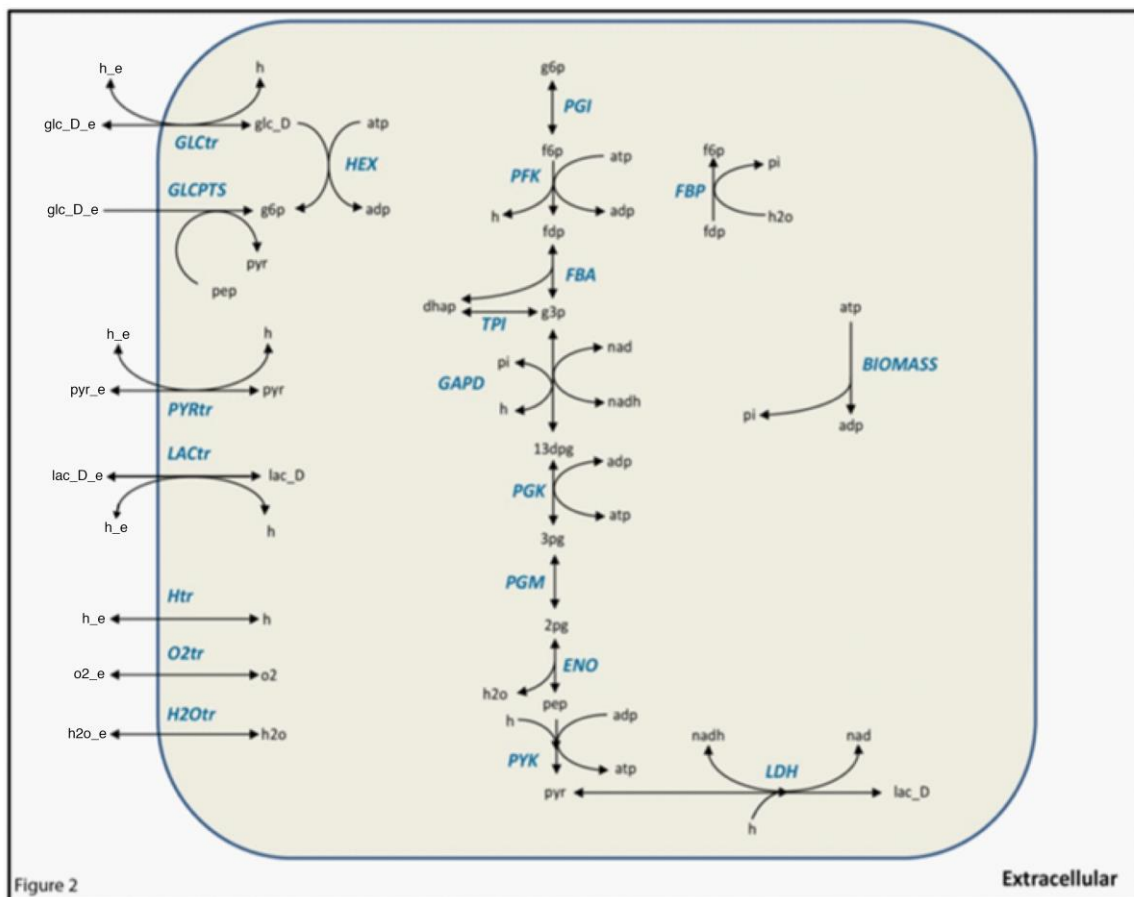 h_e
h
glc_D_e
glc_D
atp
GLCtr
HEX
GLCPTS
glc_D_e
g6p
adp
pyr
pep
h_e
h
pyr_e
pyr
PYRtr
LACtr
lac_D_e
lac_D
h_e
h
Htr
h_e
h
O2tr
o2_e
o2
H2Otr
h2o_e
h2o
g6p
PGI
f6p
atp
PFK
h
adp
fdp
FBA
dhap
g3p
TPI
nad
pi
GAPD
h
nadh
13dpg
adp
PGK
atp
3pg
PGM
2pg
ENO
h2o
pep
h
adp
PYK
atp
pyr
f6p
pi
FBP
h2o
fdp
atp
BIOMASS
pi
adp
nadh
nad
LDH
lac_D
h
Figure 2
Extracellular